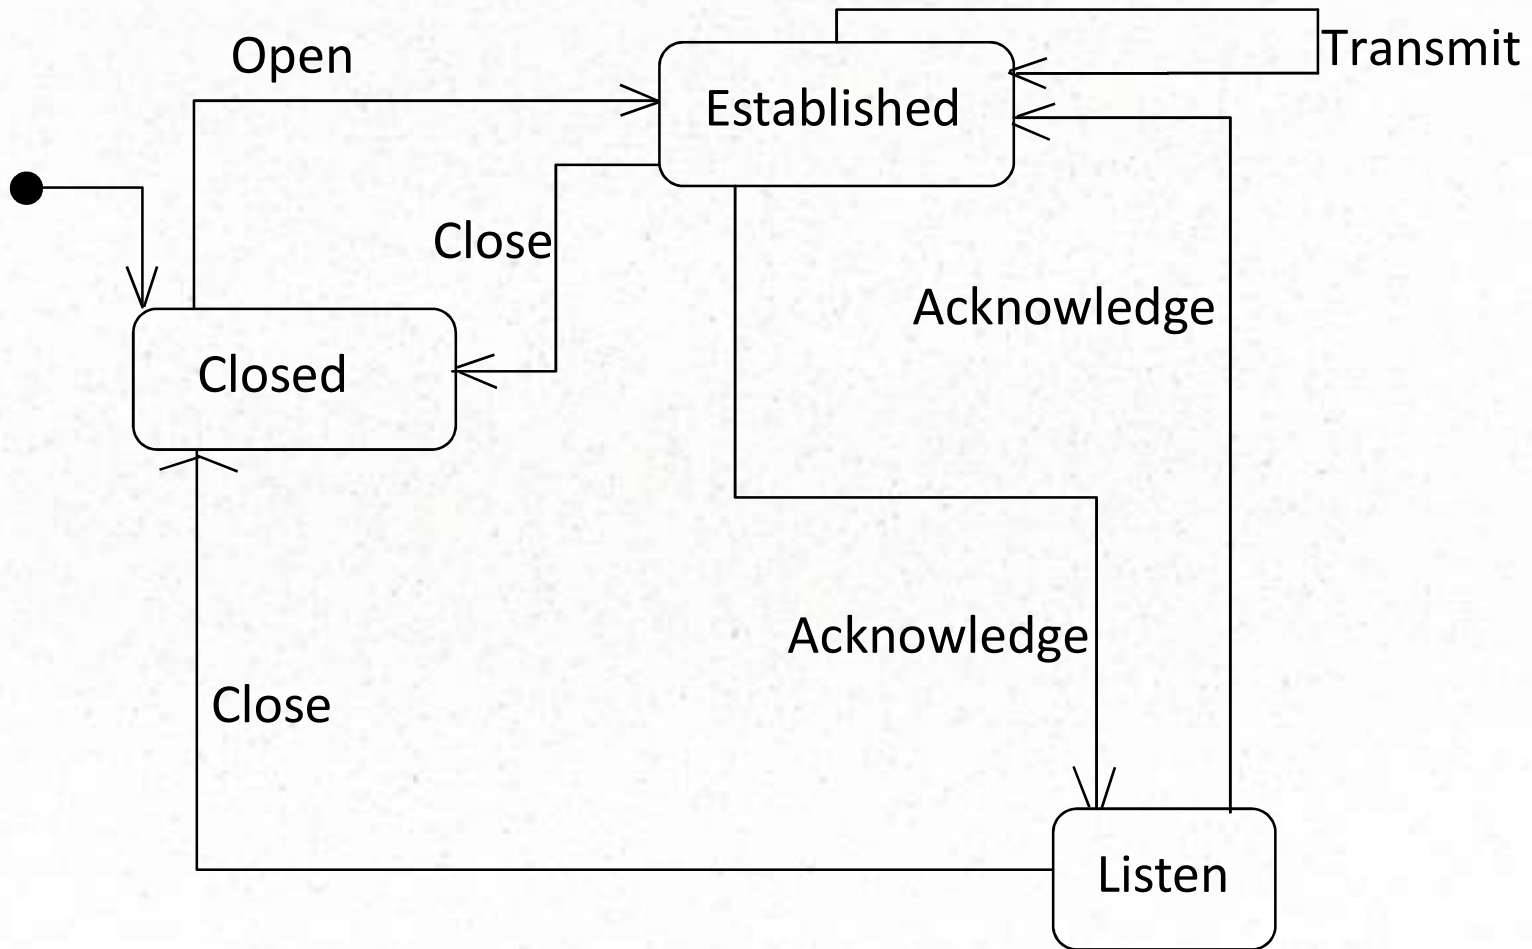 Open
Transmit
Established
Close
Acknowledge
Closed
Acknowledge
Close
Listen